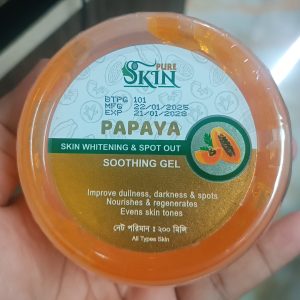 PURE
SKIN
BTPG 101
MFG 22/01/2025
EXP 21/01/2028
PAPAYA
SKIN WHITENING & SPOT OUT
SOOTHING GEL
Improve dullness, darkness & spots
Nourishes & regenerates
Evens skin tones
নেট পরিমান : ২০০ মিলি
All Types Skin